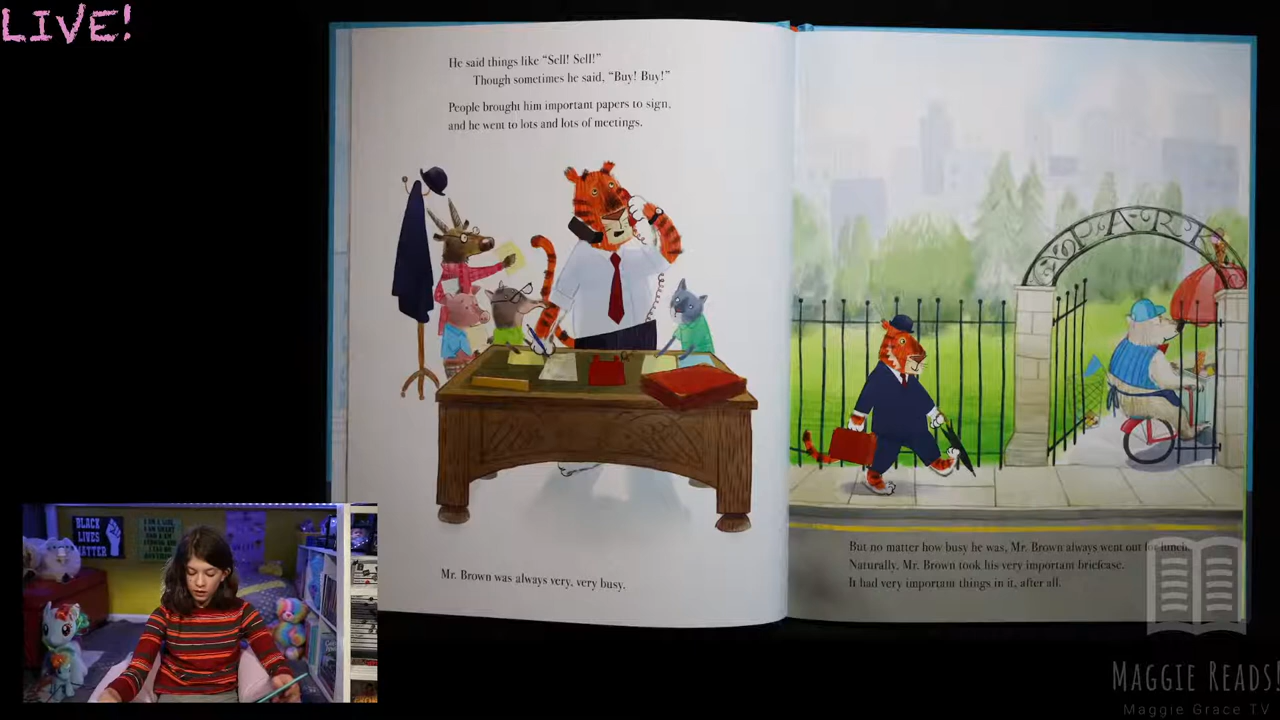 LIVE!
He said things like “Sell! Sell!”
Though sometimes he said, “Buy! Buy!”
People brought him important papers to sign,
and he went to lots and lots of meetings.
Mr. Brown was always very, very busy.
PARK
But no matter how busy he was, Mr. Brown always went out for lunch.
Naturally, Mr. Brown took his very important briefcase.
It had very important things in it, after all.
BLACK
LIVES
MATTER
MAGGIE READS!
Maggie Grace TV